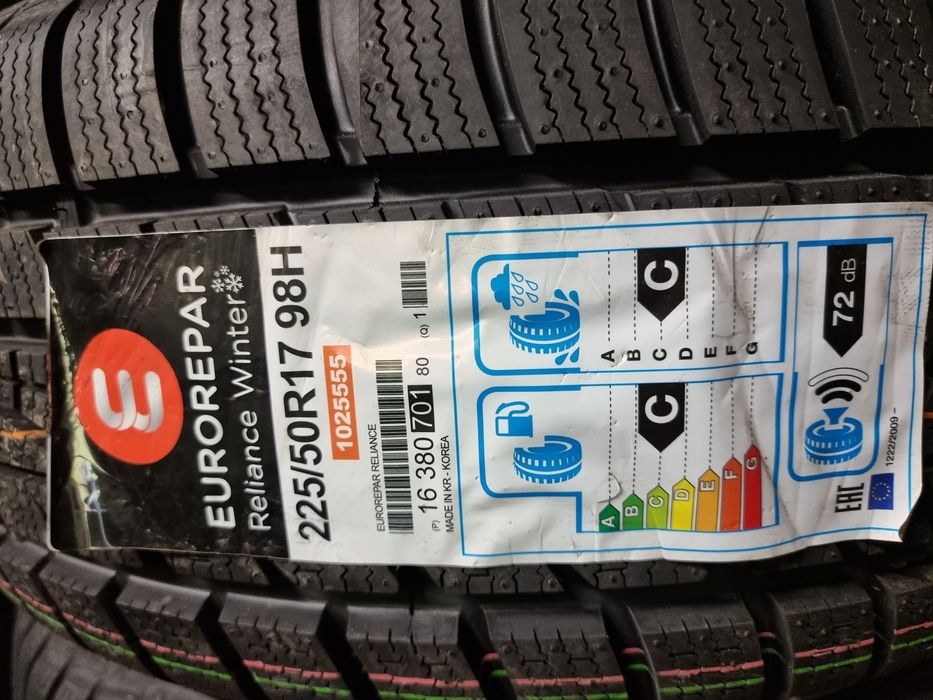 EUROREPAR
Reliance Winter
225/50R17 98H
1025555
EUROREPAR RELIANCE
(P) 16 380 701 80 (Q) 1
MADE IN KR - KOREA
A
B
C
D
E
F
G
C
A
B
C
D
E
F
G
C
72 dB
1222/2009 -
EAC